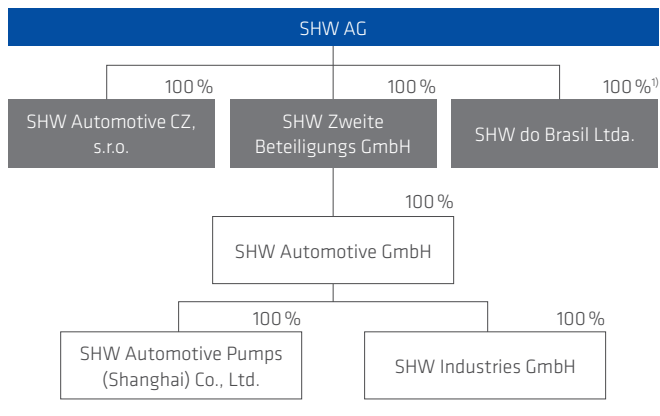 SHW AG
100 %
100 %
100 %¹⁾
SHW Automotive CZ,
s.r.o.
SHW Zweite
Beteiligungs GmbH
SHW do Brasil Ltda.
100 %
SHW Automotive GmbH
100 %
100 %
SHW Automotive Pumps
(Shanghai) Co., Ltd.
SHW Industries GmbH